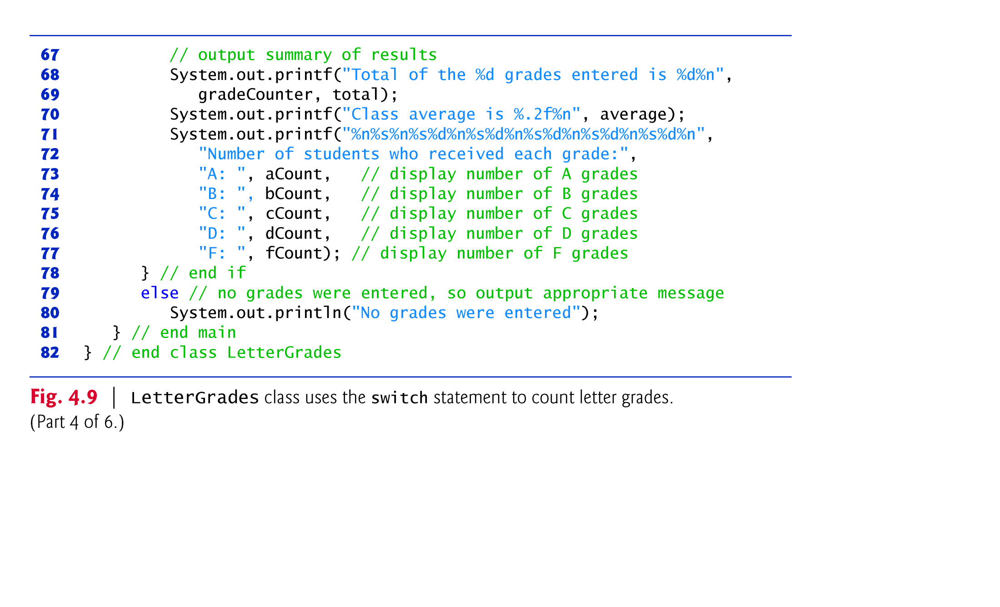 67 // output summary of results
68 System.out.printf("Total of the %d grades entered is %d%n",
69 gradeCounter, total);
70 System.out.printf("Class average is %.2f%n", average);
71 System.out.printf("%n%s%n%s%d%n%s%d%n%s%d%n%s%d%n%s%d%n",
72 "Number of students who received each grade:",
73 "A: ", aCount,   // display number of A grades
74 "B: ", bCount,   // display number of B grades
75 "C: ", cCount,   // display number of C grades
76 "D: ", dCount,   // display number of D grades
77 "F: ", fCount); // display number of F grades
78 } // end if
79 else // no grades were entered, so output appropriate message
80 System.out.println("No grades were entered");
81 } // end main
82 } // end class LetterGrades
Fig. 4.9 | LetterGrades class uses the switch statement to count letter grades.
(Part 4 of 6.)